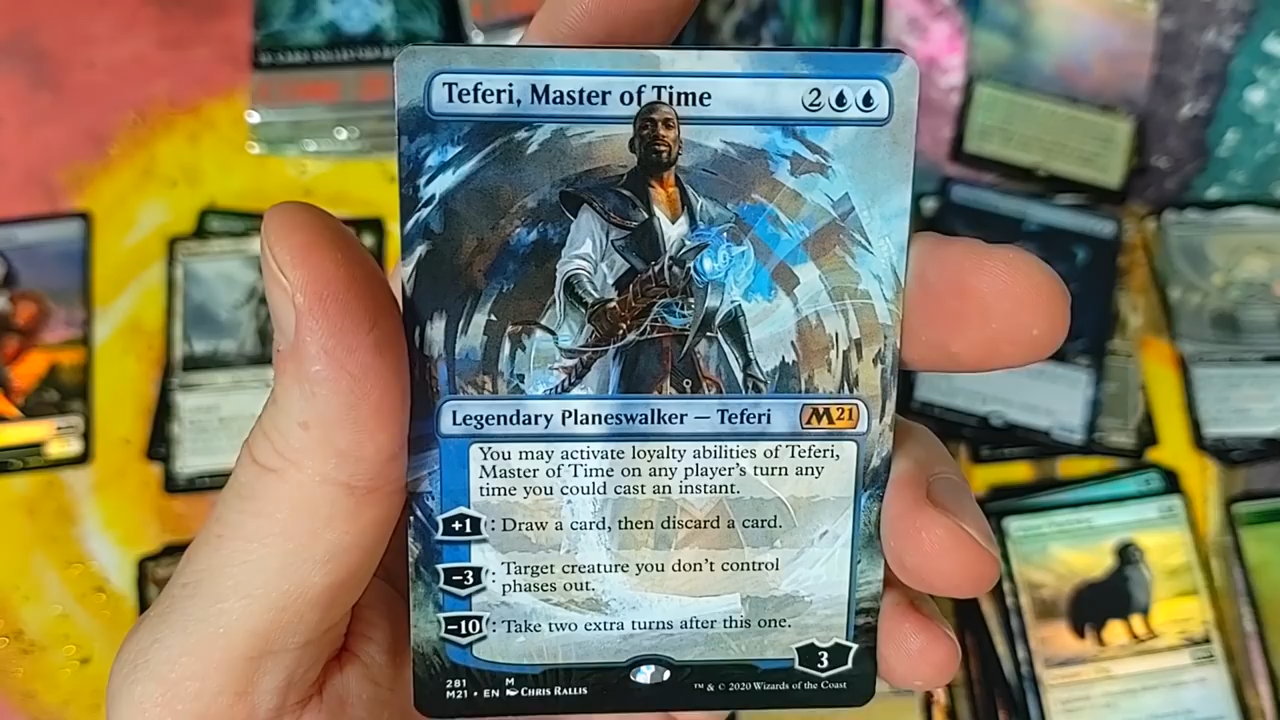 Teferi, Master of Time 2
Legendary Planeswalker — Teferi M21
You may activate loyalty abilities of Teferi,
Master of Time on any player's turn any
time you could cast an instant.
+1 : Draw a card, then discard a card.
−3 : Target creature you don't control
phases out.
−10 : Take two extra turns after this one.
3
281 M
M21 • EN Chris Rallis
™ & © 2020 Wizards of the Coast